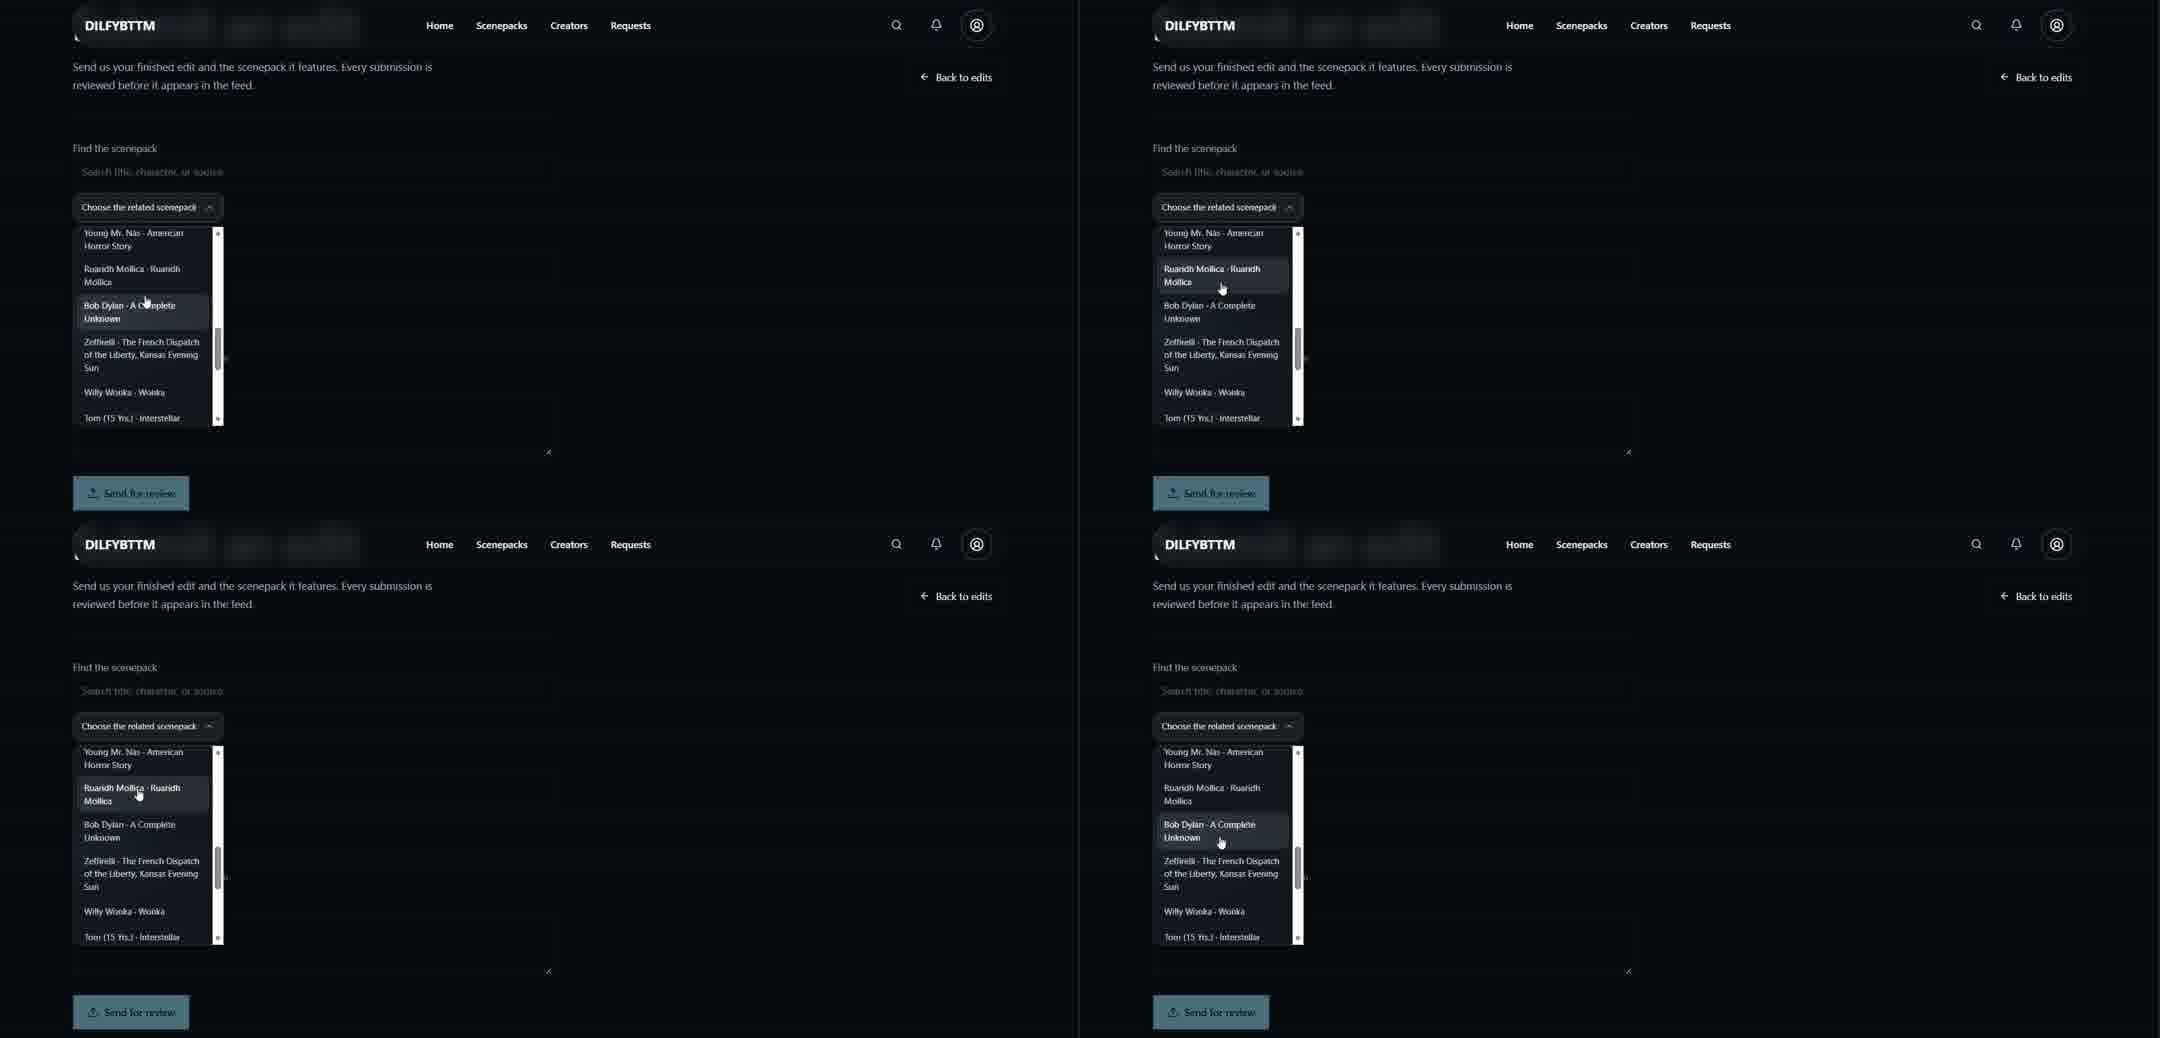 DILFYBTTM Home Scenepacks Creators Requests
Send us your finished edit and the scenepack it features. Every submission is
reviewed before it appears in the feed.
Back to edits
Find the scenepack
Search title, character, or source
Choose the related scenepack
Young Mr. Nas - American
Horror Story
Ruaridh Mollica - Ruaridh
Mollica
Bob Dylan - A Complete
Unknown
Zeffirelli - The French Dispatch
of the Liberty, Kansas Evening
Sun
Willy Wonka - Wonka
Tom (15 Yrs.) - Interstellar
Send for review
DILFYBTTM Home Scenepacks Creators Requests
Send us your finished edit and the scenepack it features. Every submission is
reviewed before it appears in the feed.
Back to edits
Find the scenepack
Search title, character, or source
Choose the related scenepack
Young Mr. Nas - American
Horror Story
Ruaridh Mollica - Ruaridh
Mollica
Bob Dylan - A Complete
Unknown
Zeffirelli - The French Dispatch
of the Liberty, Kansas Evening
Sun
Willy Wonka - Wonka
Tom (15 Yrs.) - Interstellar
Send for review
DILFYBTTM Home Scenepacks Creators Requests
Send us your finished edit and the scenepack it features. Every submission is
reviewed before it appears in the feed.
Back to edits
Find the scenepack
Search title, character, or source
Choose the related scenepack
Young Mr. Nas - American
Horror Story
Ruaridh Mollica - Ruaridh
Mollica
Bob Dylan - A Complete
Unknown
Zeffirelli - The French Dispatch
of the Liberty, Kansas Evening
Sun
Willy Wonka - Wonka
Tom (15 Yrs.) - Interstellar
Send for review
DILFYBTTM Home Scenepacks Creators Requests
Send us your finished edit and the scenepack it features. Every submission is
reviewed before it appears in the feed.
Back to edits
Find the scenepack
Search title, character, or source
Choose the related scenepack
Young Mr. Nas - American
Horror Story
Ruaridh Mollica - Ruaridh
Mollica
Bob Dylan - A Complete
Unknown
Zeffirelli - The French Dispatch
of the Liberty, Kansas Evening
Sun
Willy Wonka - Wonka
Tom (15 Yrs.) - Interstellar
Send for review